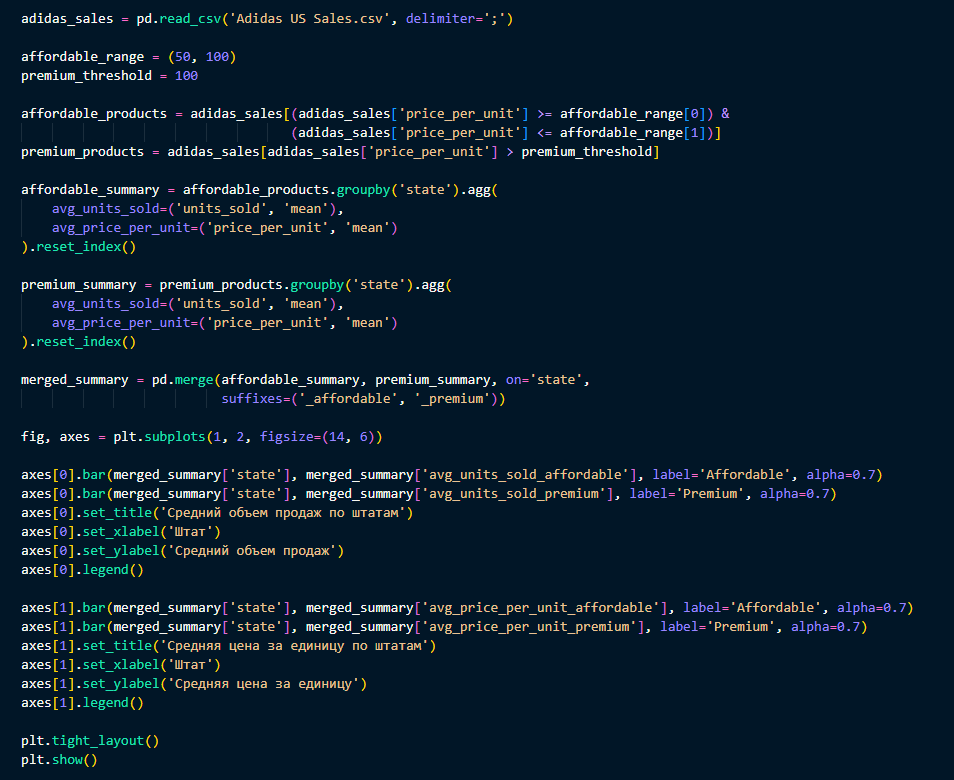 adidas_sales = pd.read_csv('Adidas US Sales.csv', delimiter=';')
affordable_range = (50, 100)
premium_threshold = 100
affordable_products = adidas_sales[(adidas_sales['price_per_unit'] >= affordable_range[0]) &
(adidas_sales['price_per_unit'] <= affordable_range[1])]
premium_products = adidas_sales[adidas_sales['price_per_unit'] > premium_threshold]
affordable_summary = affordable_products.groupby('state').agg(
avg_units_sold=('units_sold', 'mean'),
avg_price_per_unit=('price_per_unit', 'mean')
).reset_index()
premium_summary = premium_products.groupby('state').agg(
avg_units_sold=('units_sold', 'mean'),
avg_price_per_unit=('price_per_unit', 'mean')
).reset_index()
merged_summary = pd.merge(affordable_summary, premium_summary, on='state',
suffixes=('_affordable', '_premium'))
fig, axes = plt.subplots(1, 2, figsize=(14, 6))
axes[0].bar(merged_summary['state'], merged_summary['avg_units_sold_affordable'], label='Affordable', alpha=0.7)
axes[0].bar(merged_summary['state'], merged_summary['avg_units_sold_premium'], label='Premium', alpha=0.7)
axes[0].set_title('Средний объем продаж по штатам')
axes[0].set_xlabel('Штат')
axes[0].set_ylabel('Средний объем продаж')
axes[0].legend()
axes[1].bar(merged_summary['state'], merged_summary['avg_price_per_unit_affordable'], label='Affordable', alpha=0.7)
axes[1].bar(merged_summary['state'], merged_summary['avg_price_per_unit_premium'], label='Premium', alpha=0.7)
axes[1].set_title('Средняя цена за единицу по штатам')
axes[1].set_xlabel('Штат')
axes[1].set_ylabel('Средняя цена за единицу')
axes[1].legend()
plt.tight_layout()
plt.show()